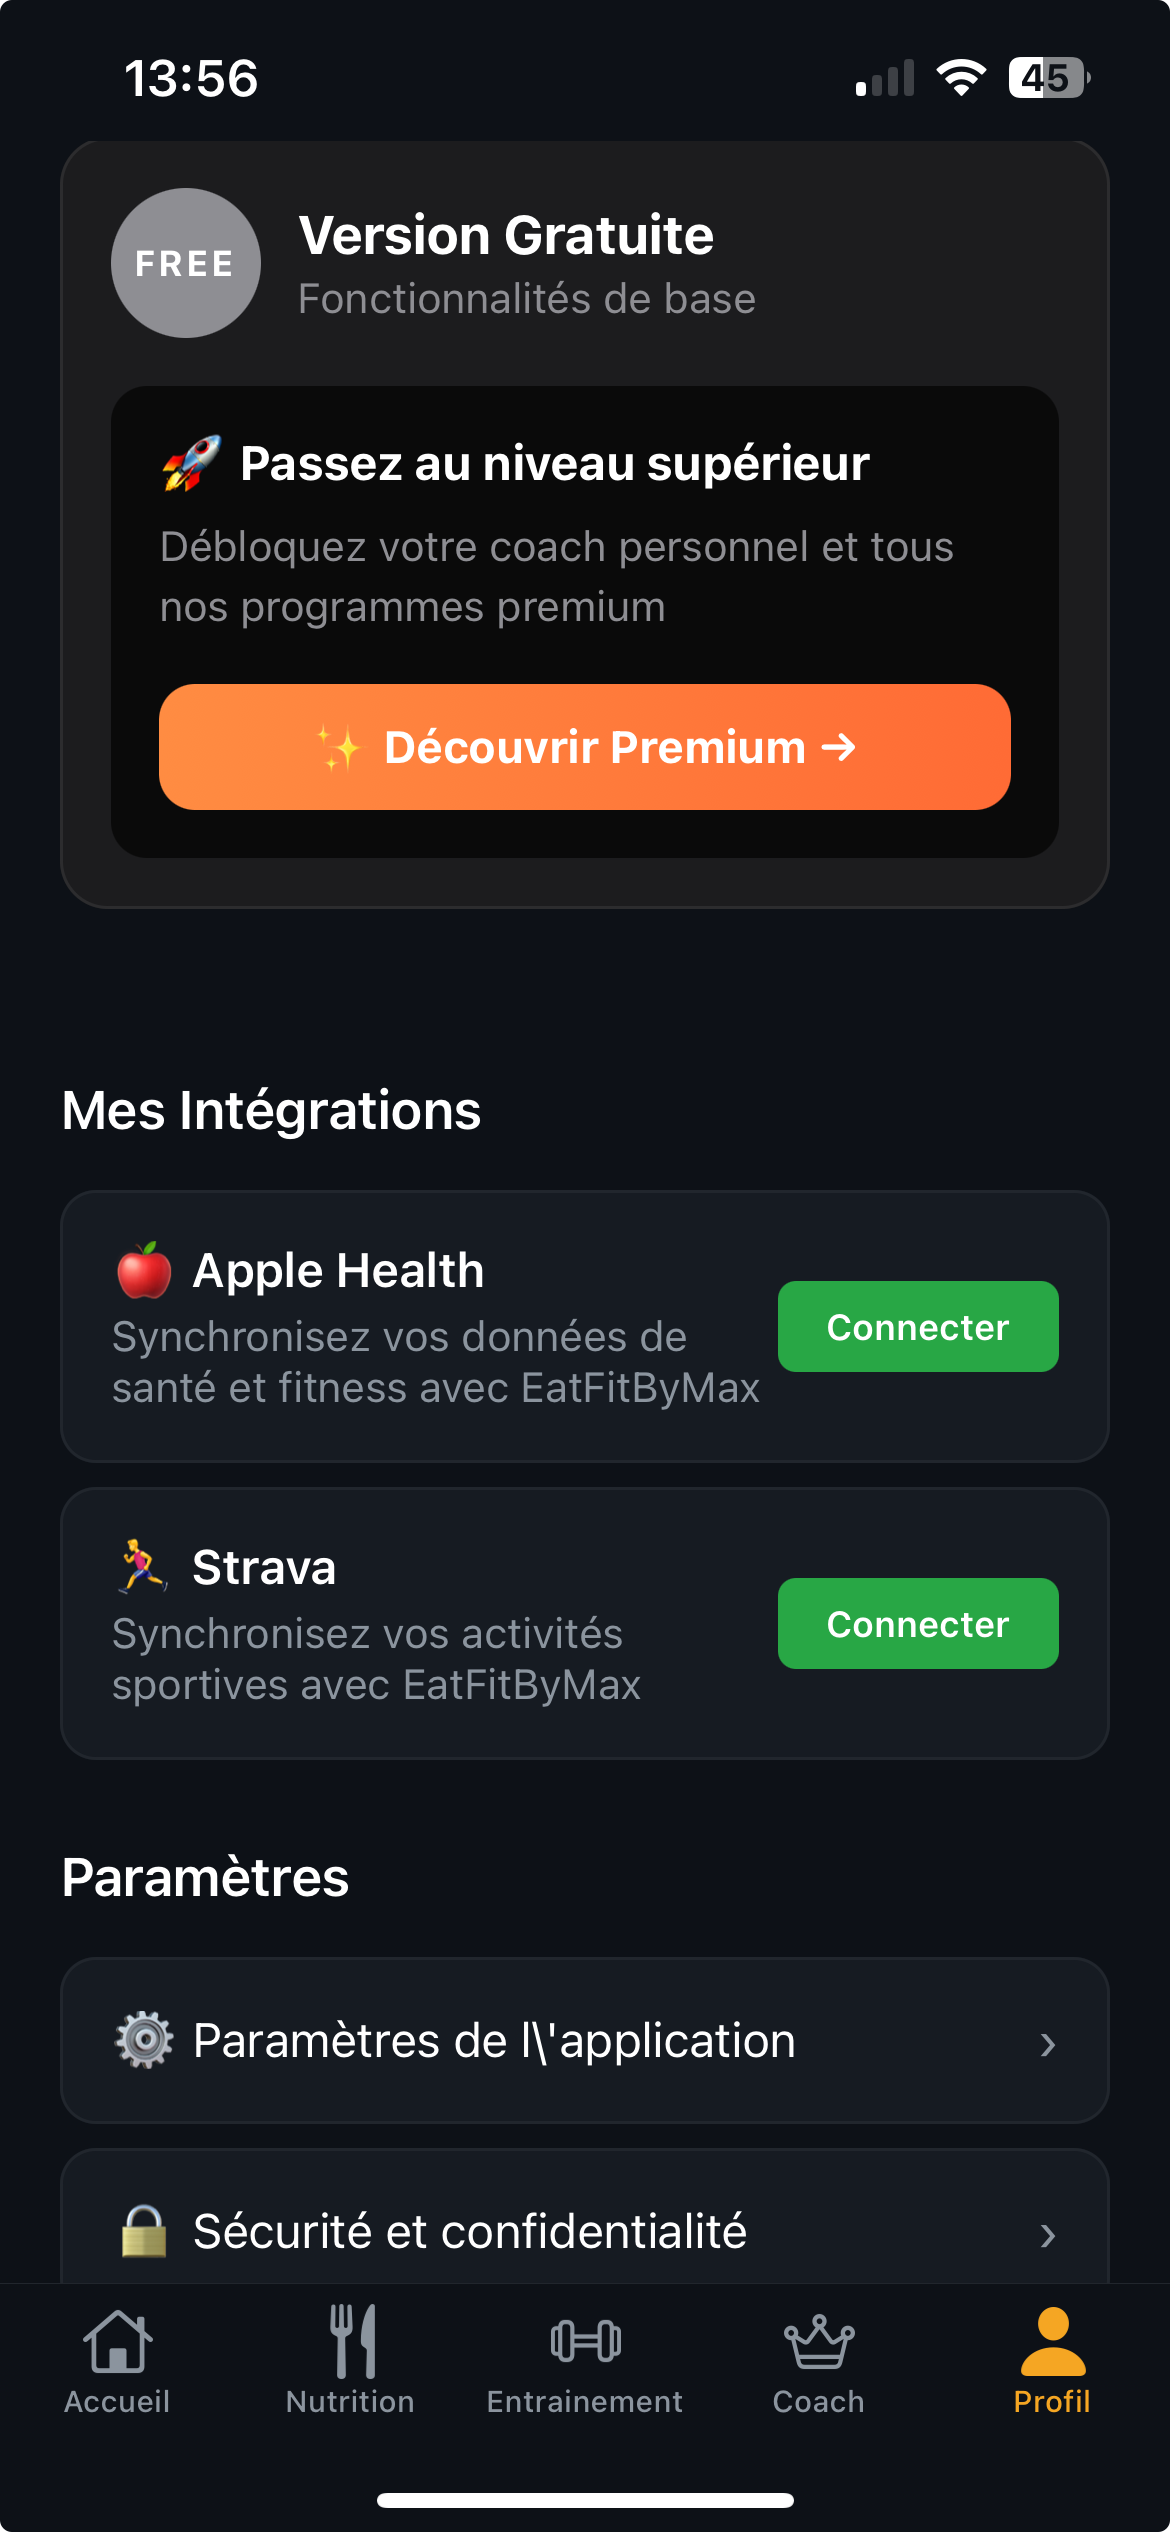 13:56
45
FREE
Version Gratuite
Fonctionnalités de base
🚀 Passez au niveau supérieur
Débloquez votre coach personnel et tous
nos programmes premium
✨ Découvrir Premium →
Mes Intégrations
🍎 Apple Health
Synchronisez vos données de
santé et fitness avec EatFitByMax
Connecter
🏃 Strava
Synchronisez vos activités
sportives avec EatFitByMax
Connecter
Paramètres
⚙️ Paramètres de l\'application ›
🔒 Sécurité et confidentialité ›
Accueil
Nutrition
Entrainement
Coach
Profil